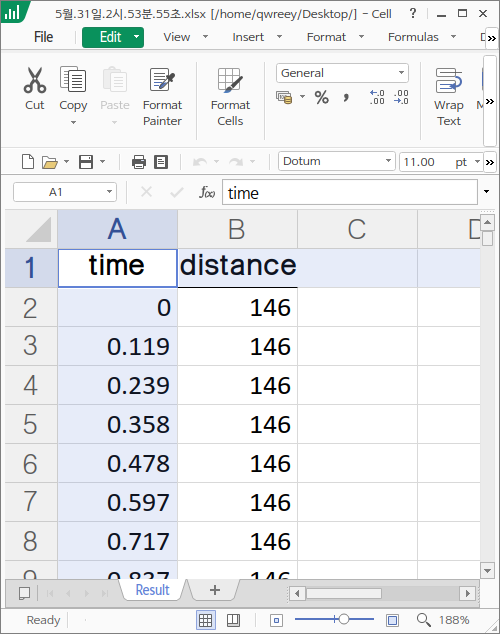 5월.31일.2시.53분.55초.xlsx [/home/qwreey/Desktop/] - Cell
File Edit View Insert Format Formulas
Cut Copy Paste Format Painter Format Cells General Wrap Text
% , ←.0 .00 .00 →.0
Dotum 11.00 pt
A1 f(x) time
A B C D
1 time distance
2 0 146
3 0.119 146
4 0.239 146
5 0.358 146
6 0.478 146
7 0.597 146
8 0.717 146
9 0.837 146
Result +
Ready 188%